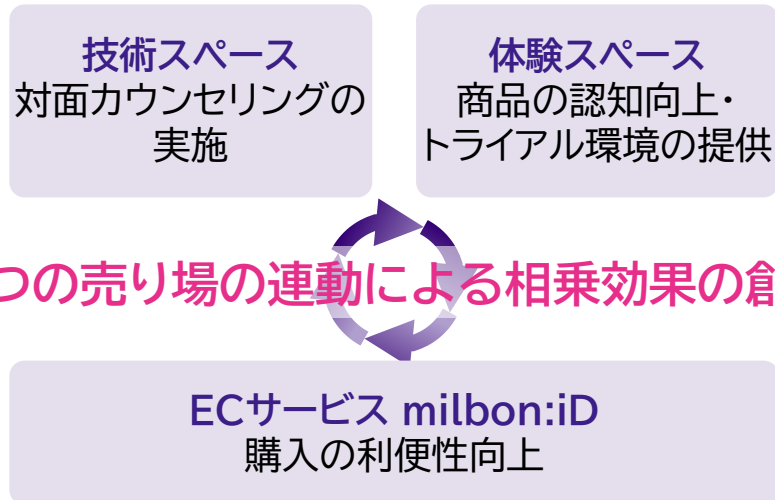 技術スペース
対面カウンセリングの
実施
体験スペース
商品の認知向上・
トライアル環境の提供
つの売り場の連動による相乗効果の創
ECサービス milbon:iD
購入の利便性向上